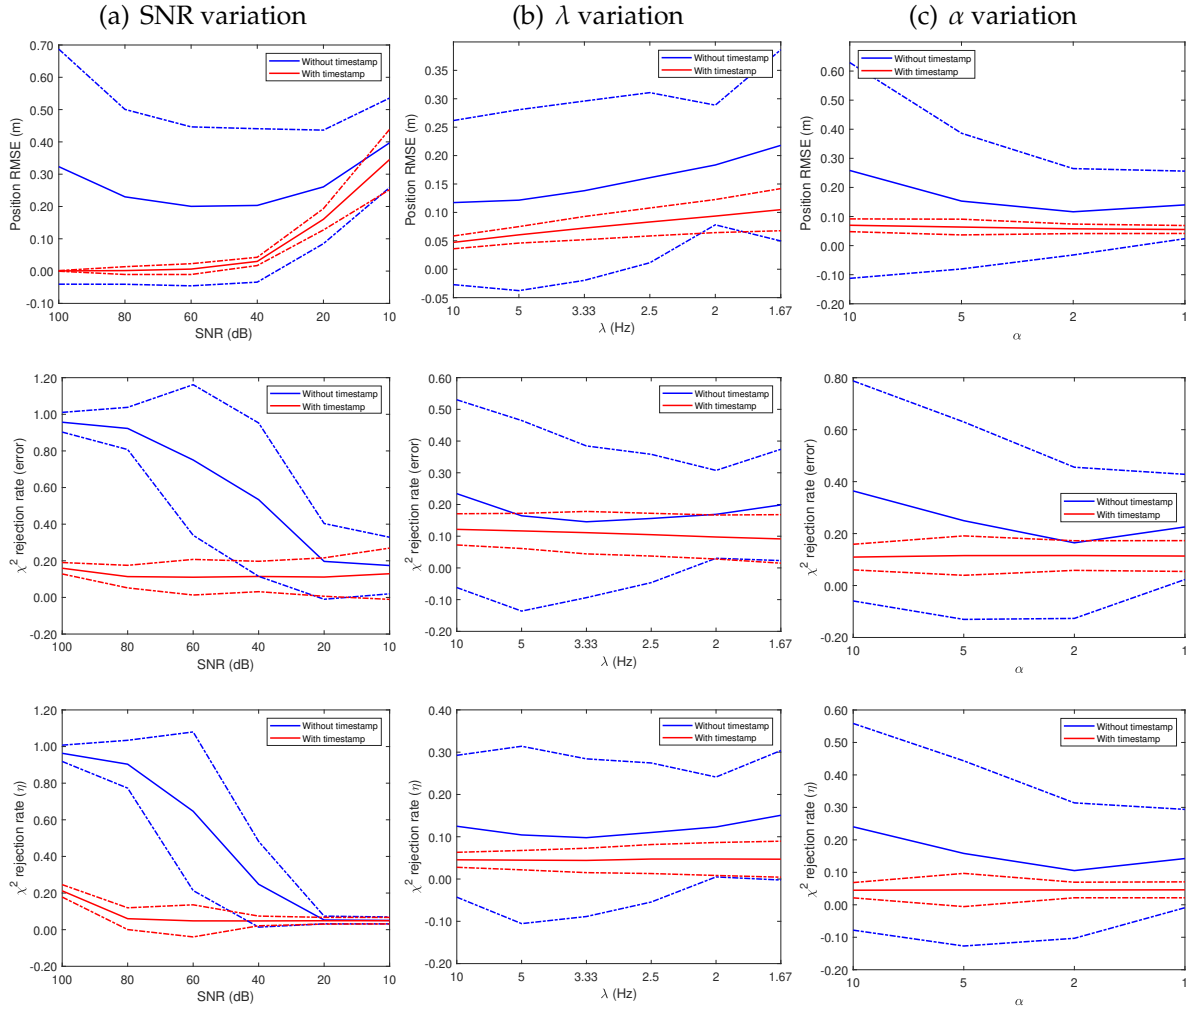 (a) SNR variation
(b) λ variation
(c) α variation
Position RMSE (m)
0.70
0.60
0.50
0.40
0.30
0.20
0.10
0.00
-0.10
Without timestamp
With timestamp
100 80 60 40 20 10
SNR (dB)
Position RMSE (m)
0.35
0.30
0.25
0.20
0.15
0.10
0.05
0.00
-0.05
Without timestamp
With timestamp
10 5 3.33 2.5 2 1.67
λ (Hz)
Position RMSE (m)
0.60
0.50
0.40
0.30
0.20
0.10
0.00
-0.10
-0.20
Without timestamp
With timestamp
10 5 2 1
α
χ² rejection rate (error)
1.20
1.00
0.80
0.60
0.40
0.20
0.00
-0.20
Without timestamp
With timestamp
100 80 60 40 20 10
SNR (dB)
χ² rejection rate (error)
0.60
0.50
0.40
0.30
0.20
0.10
0.00
-0.10
-0.20
Without timestamp
With timestamp
10 5 3.33 2.5 2 1.67
λ (Hz)
χ² rejection rate (error)
0.80
0.60
0.40
0.20
0.00
-0.20
Without timestamp
With timestamp
10 5 2 1
α
χ² rejection rate (η)
1.20
1.00
0.80
0.60
0.40
0.20
0.00
-0.20
Without timestamp
With timestamp
100 80 60 40 20 10
SNR (dB)
χ² rejection rate (η)
0.40
0.30
0.20
0.10
0.00
-0.10
-0.20
Without timestamp
With timestamp
10 5 3.33 2.5 2 1.67
λ (Hz)
χ² rejection rate (η)
0.60
0.50
0.40
0.30
0.20
0.10
0.00
-0.10
-0.20
Without timestamp
With timestamp
10 5 2 1
α